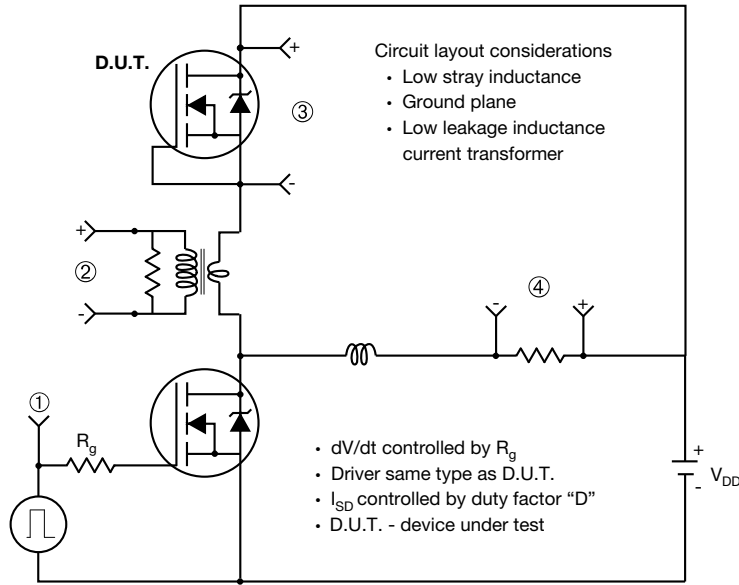 D.U.T.
+
③
-
Circuit layout considerations
• Low stray inductance
• Ground plane
• Low leakage inductance
current transformer
+
②
-
-
④
+
①
R_g
• dV/dt controlled by R_g
• Driver same type as D.U.T.
• I_SD controlled by duty factor “D”
• D.U.T. - device under test
+
-
V_DD